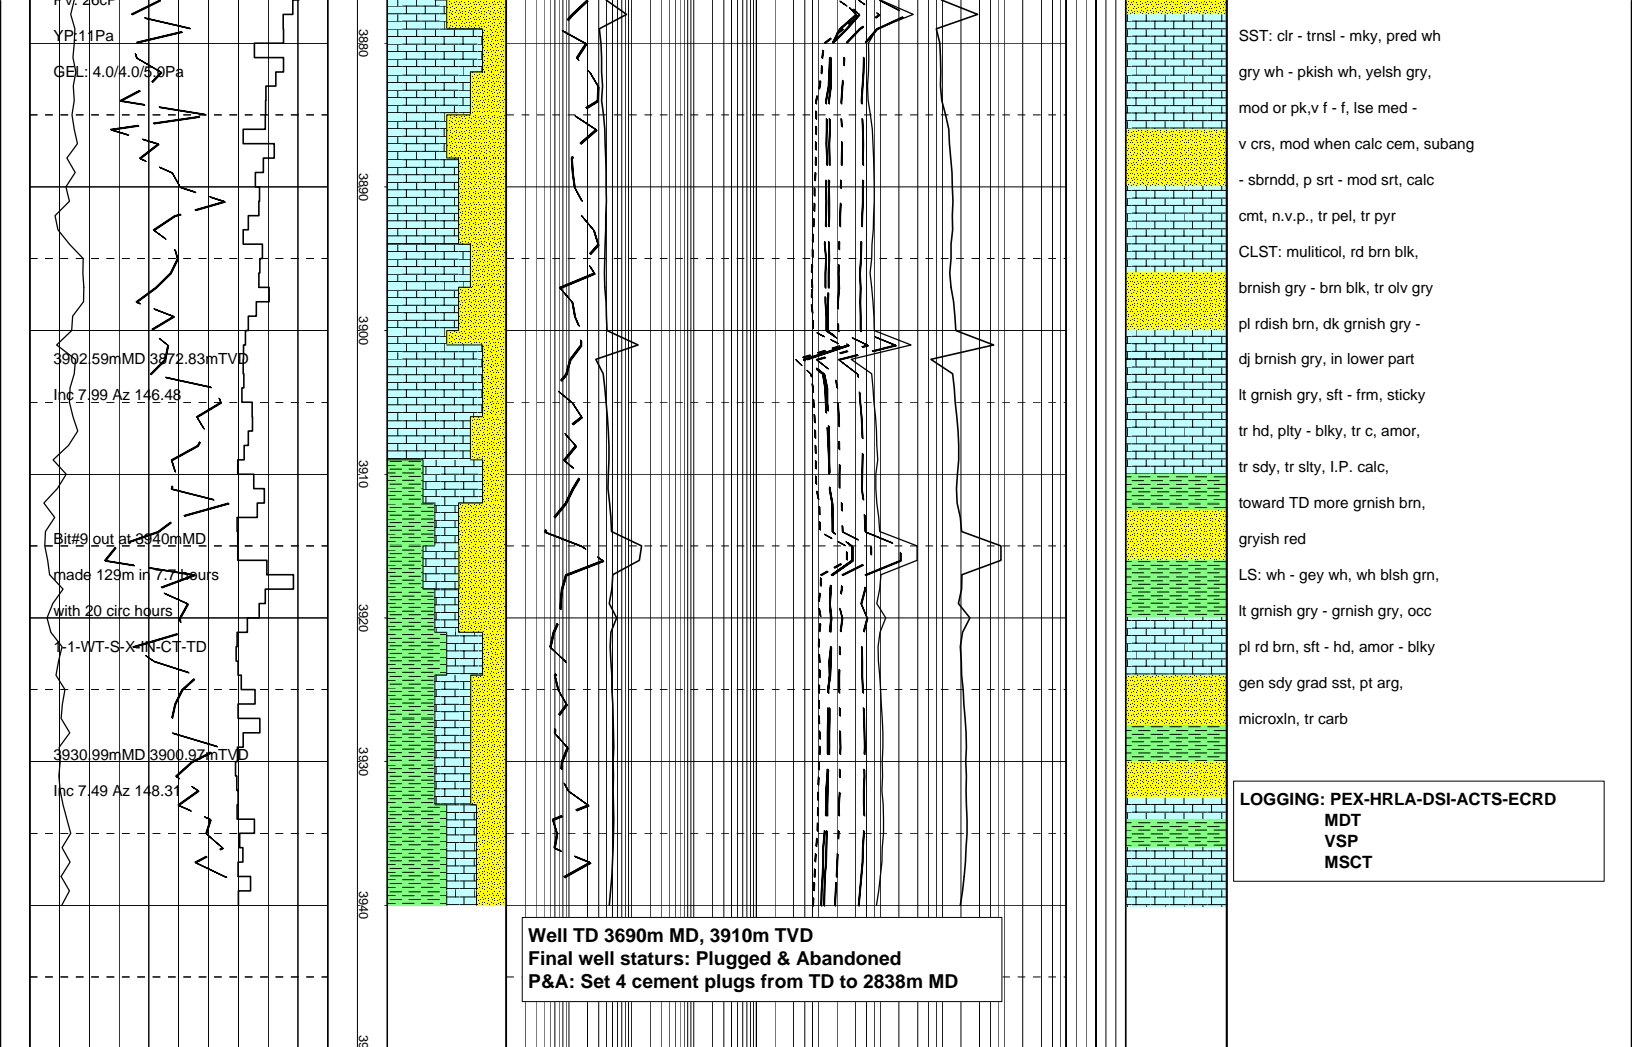 PV: 26cP
YP:11Pa
GEL: 4.0/4.0/5.0Pa
3902.59mMD 3872.83mTVD
Inc 7.99 Az 146.48
Bit#9 out at 3940mMD
made 129m in 7.7 hours
with 20 circ hours
1-1-WT-S-X-IN-CT-TD
3930.99mMD 3900.97mTVD
Inc 7.49 Az 148.31
3880
3890
3900
3910
3920
3930
3940
Well TD 3690m MD, 3910m TVD
Final well staturs: Plugged & Abandoned
P&A: Set 4 cement plugs from TD to 2838m MD
SST: clr - trnsl - mky, pred wh
gry wh - pkish wh, yelsh gry,
mod or pk,v f - f, lse med -
v crs, mod when calc cem, subang
- sbrndd, p srt - mod srt, calc
cmt, n.v.p., tr pel, tr pyr
CLST: muliticol, rd brn blk,
brnish gry - brn blk, tr olv gry
pl rdish brn, dk grnish gry -
dj brnish gry, in lower part
lt grnish gry, sft - frm, sticky
tr hd, plty - blky, tr c, amor,
tr sdy, tr slty, I.P. calc,
toward TD more grnish brn,
gryish red
LS: wh - gey wh, wh blsh grn,
lt grnish gry - grnish gry, occ
pl rd brn, sft - hd, amor - blky
gen sdy grad sst, pt arg,
microxln, tr carb
LOGGING: PEX-HRLA-DSI-ACTS-ECRD
MDT
VSP
MSCT